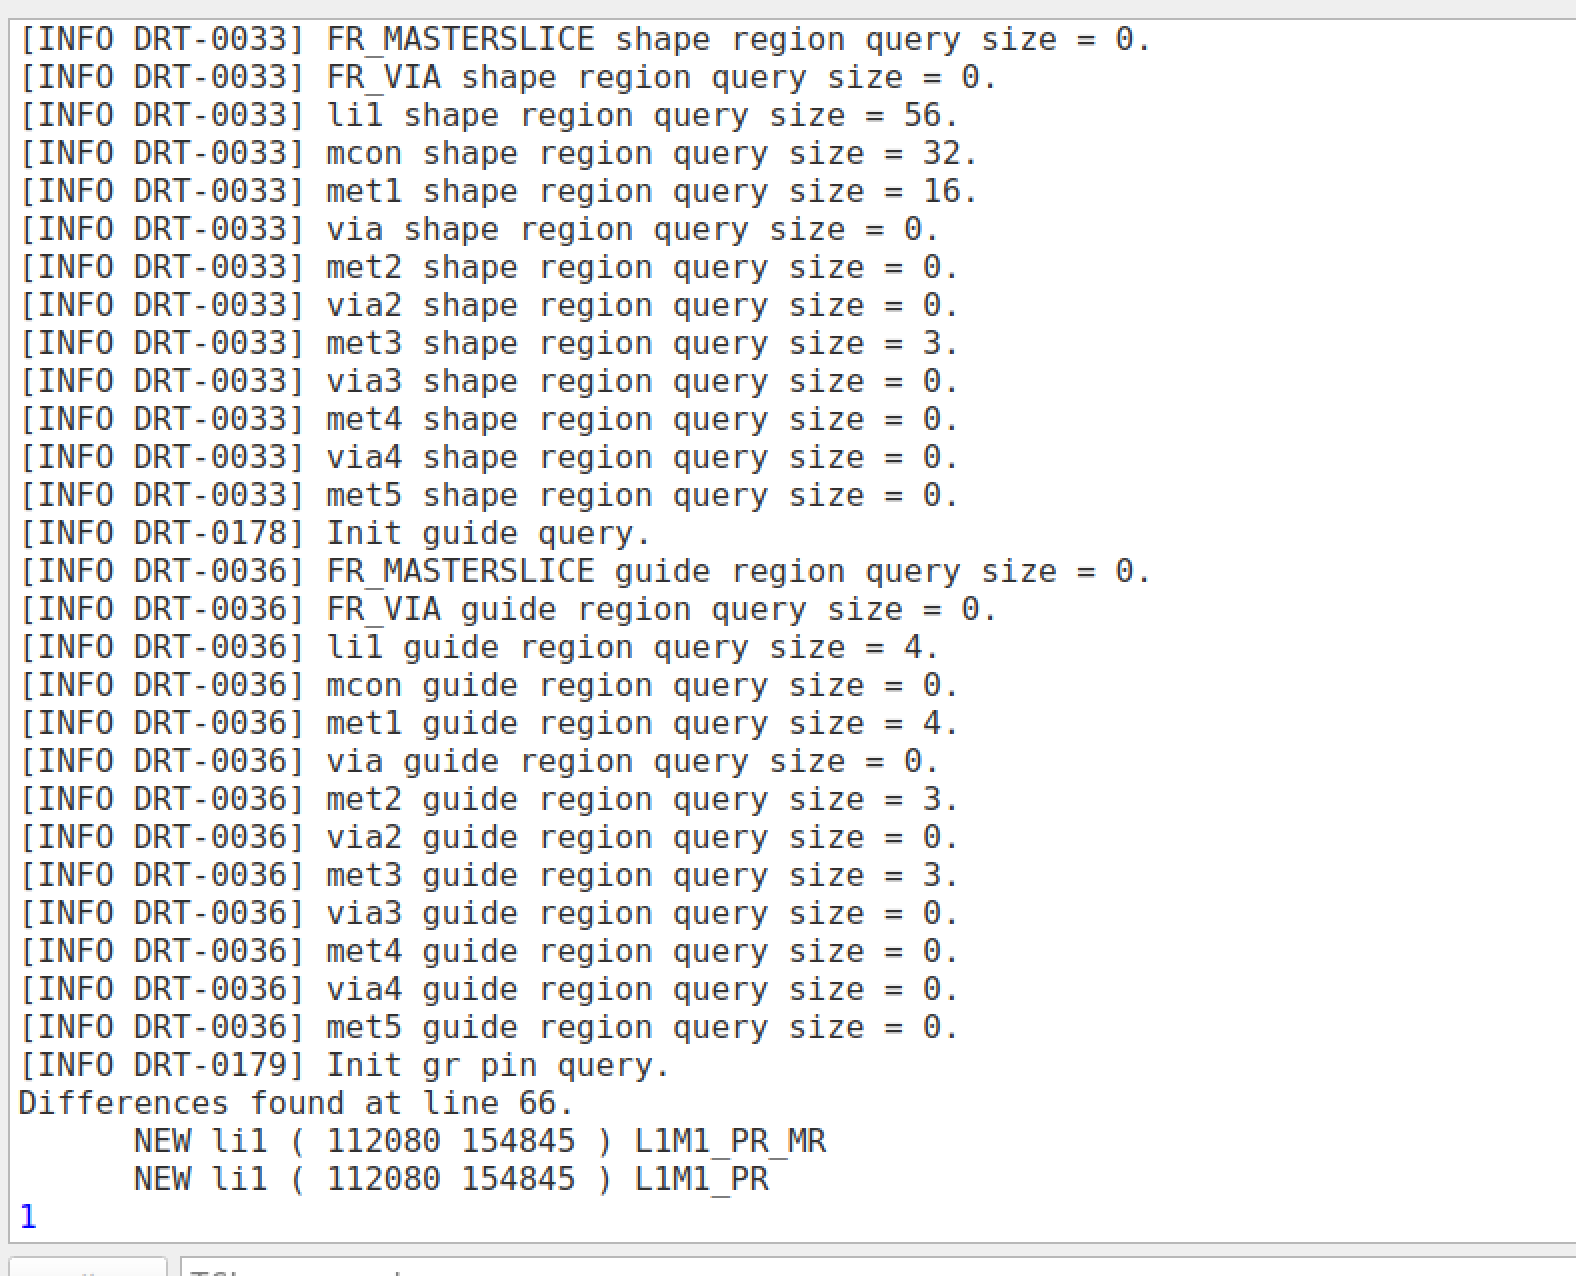 [INFO DRT-0033] FR_MASTERSLICE shape region query size = 0.
[INFO DRT-0033] FR_VIA shape region query size = 0.
[INFO DRT-0033] li1 shape region query size = 56.
[INFO DRT-0033] mcon shape region query size = 32.
[INFO DRT-0033] met1 shape region query size = 16.
[INFO DRT-0033] via shape region query size = 0.
[INFO DRT-0033] met2 shape region query size = 0.
[INFO DRT-0033] via2 shape region query size = 0.
[INFO DRT-0033] met3 shape region query size = 3.
[INFO DRT-0033] via3 shape region query size = 0.
[INFO DRT-0033] met4 shape region query size = 0.
[INFO DRT-0033] via4 shape region query size = 0.
[INFO DRT-0033] met5 shape region query size = 0.
[INFO DRT-0178] Init guide query.
[INFO DRT-0036] FR_MASTERSLICE guide region query size = 0.
[INFO DRT-0036] FR_VIA guide region query size = 0.
[INFO DRT-0036] li1 guide region query size = 4.
[INFO DRT-0036] mcon guide region query size = 0.
[INFO DRT-0036] met1 guide region query size = 4.
[INFO DRT-0036] via guide region query size = 0.
[INFO DRT-0036] met2 guide region query size = 3.
[INFO DRT-0036] via2 guide region query size = 0.
[INFO DRT-0036] met3 guide region query size = 3.
[INFO DRT-0036] via3 guide region query size = 0.
[INFO DRT-0036] met4 guide region query size = 0.
[INFO DRT-0036] via4 guide region query size = 0.
[INFO DRT-0036] met5 guide region query size = 0.
[INFO DRT-0179] Init gr pin query.
Differences found at line 66.
NEW li1 ( 112080 154845 ) L1M1_PR_MR
NEW li1 ( 112080 154845 ) L1M1_PR
1